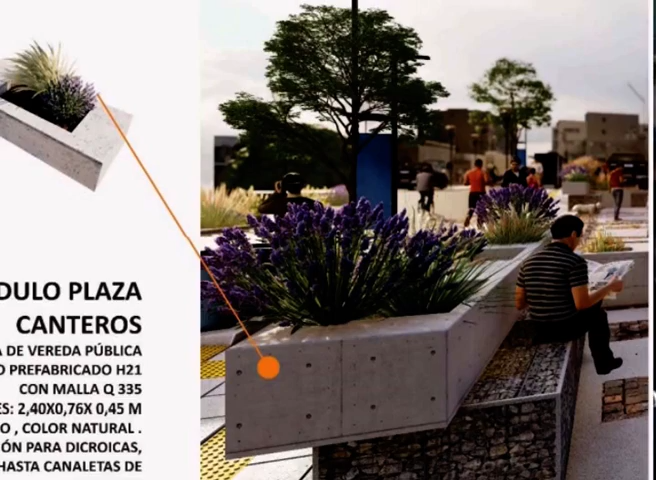 DULO PLAZA
CANTEROS
A DE VEREDA PÚBLICA
O PREFABRICADO H21
CON MALLA Q 335
ES: 2,40X0,76X 0,45 M
O , COLOR NATURAL .
ÓN PARA DICROICAS,
HASTA CANALETAS DE